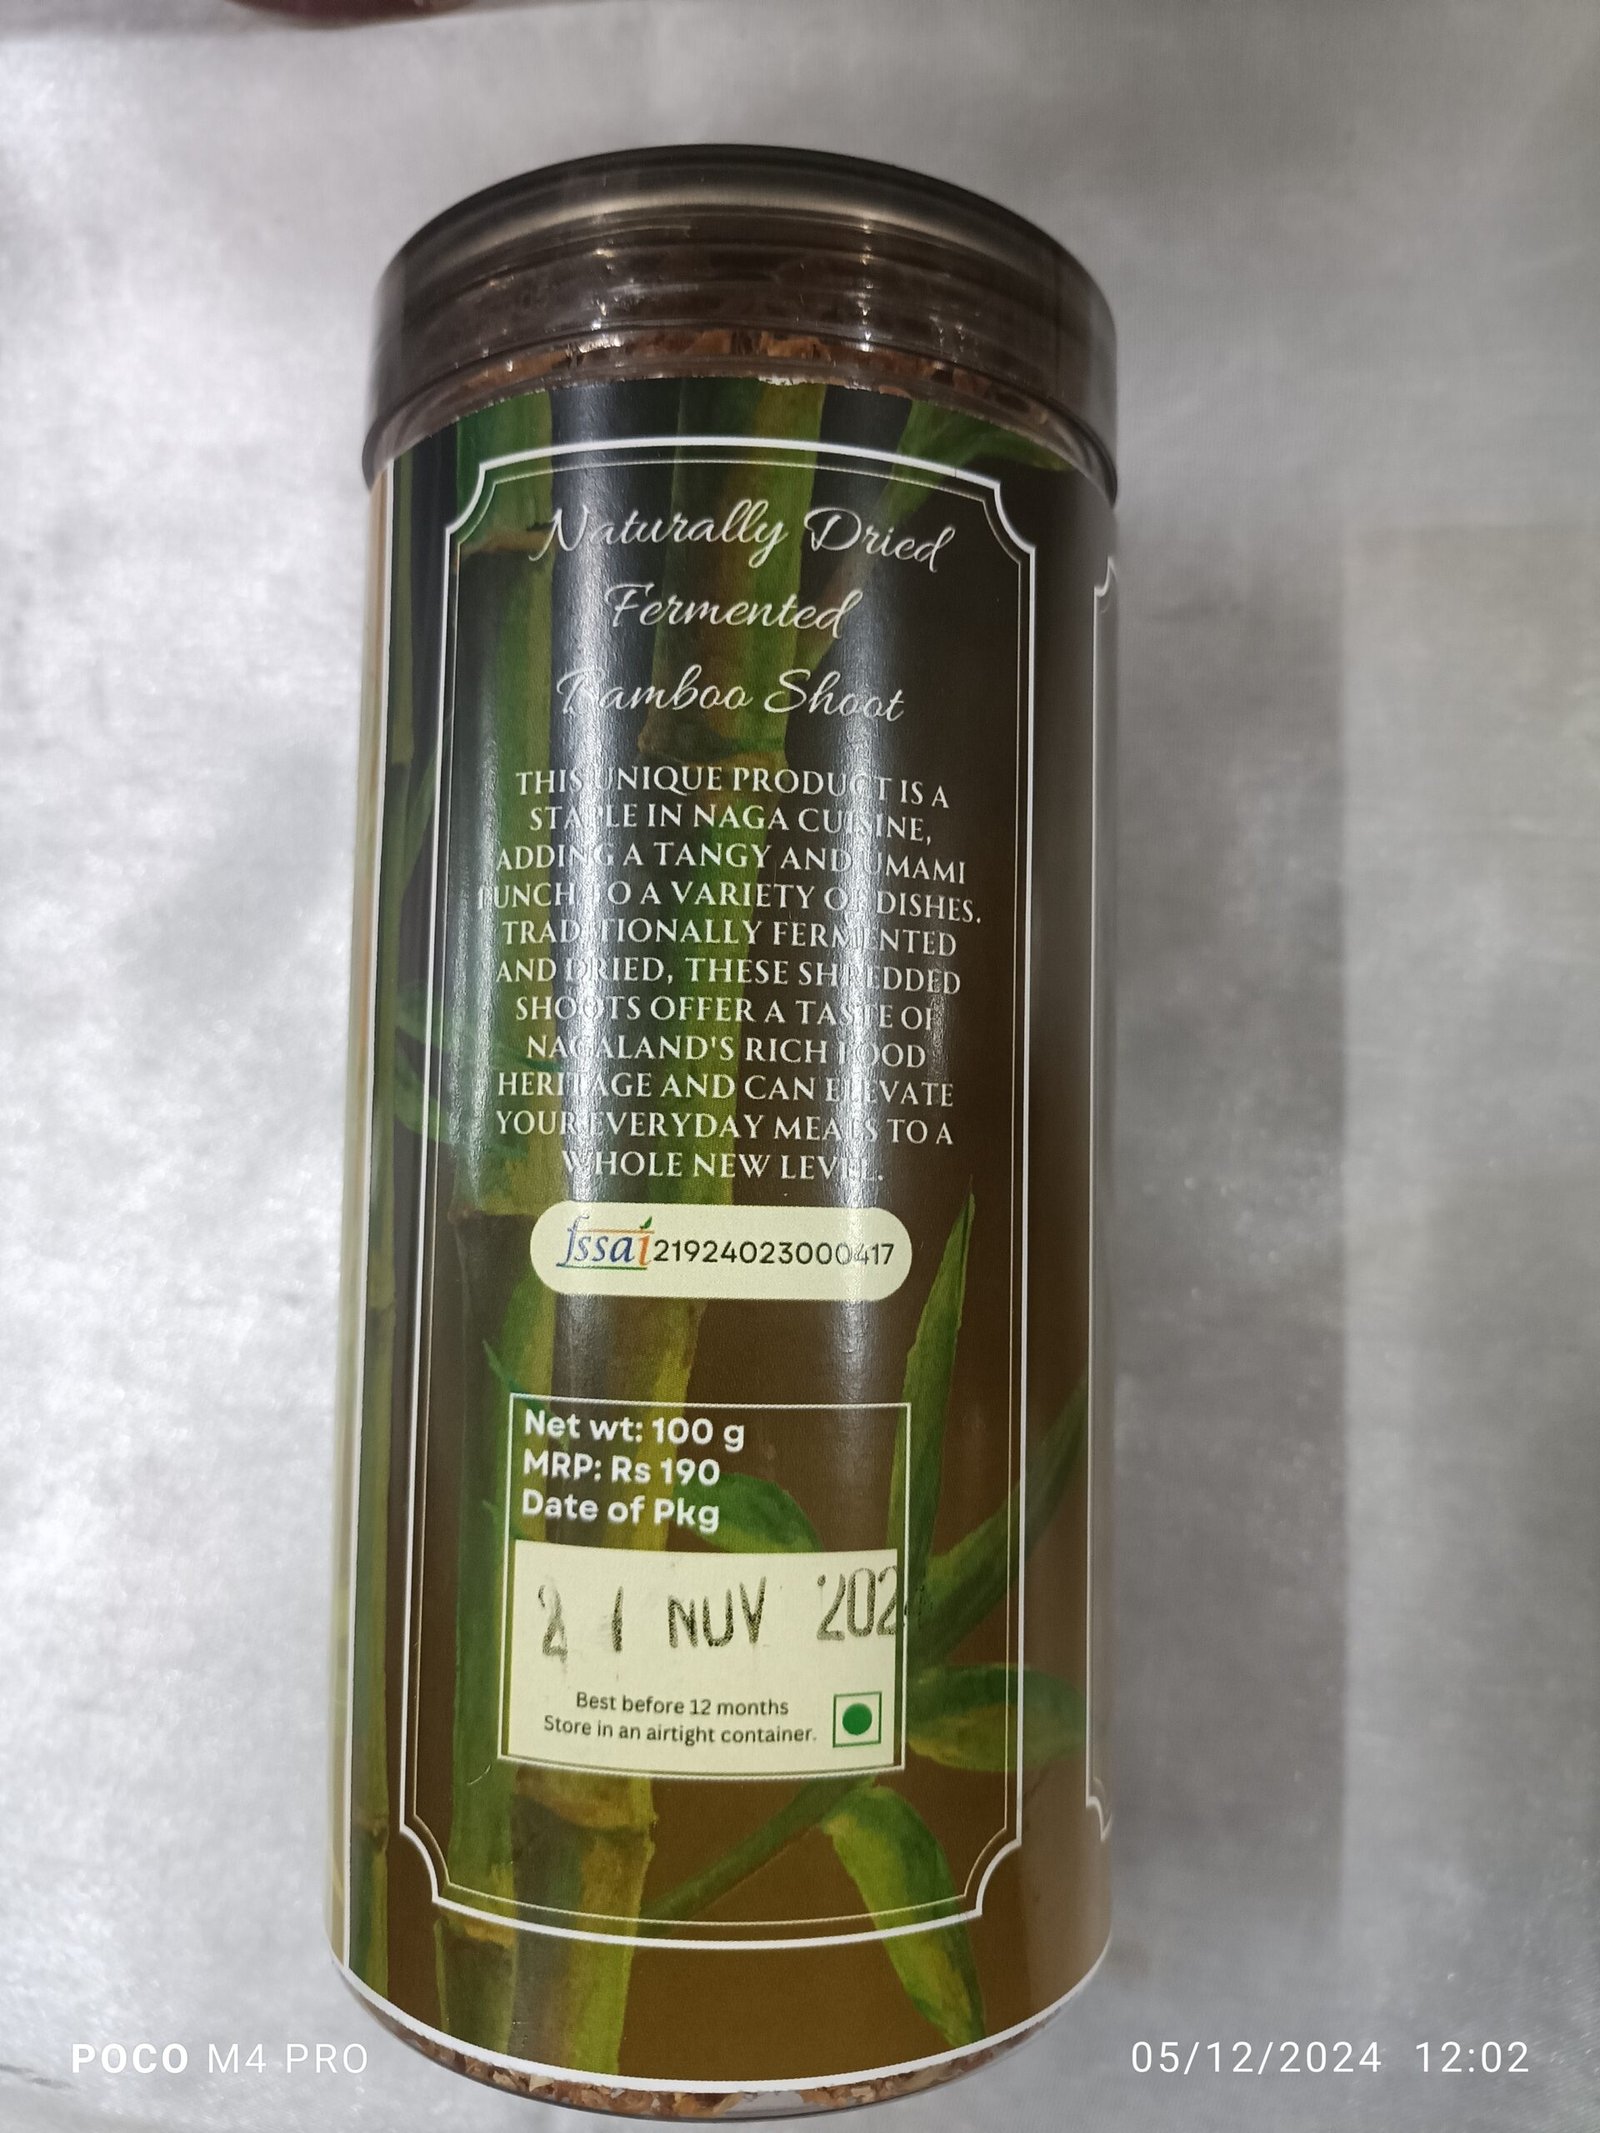 Naturally Dried
Fermented
Bamboo Shoot
THIS UNIQUE PRODUCT IS A
STAPLE IN NAGA CUISINE,
ADDING A TANGY AND UMAMI
PUNCH TO A VARIETY OF DISHES.
TRADITIONALLY FERMENTED
AND DRIED, THESE SHREDDED
SHOOTS OFFER A TASTE OF
NAGALAND'S RICH FOOD
HERITAGE AND CAN ELEVATE
YOUR EVERYDAY MEALS TO A
WHOLE NEW LEVEL.
fssai 21924023000417
Net wt: 100 g
MRP: Rs 190
Date of Pkg
21 NOV 202
Best before 12 months
Store in an airtight container.
POCO M4 PRO
05/12/2024 12:02